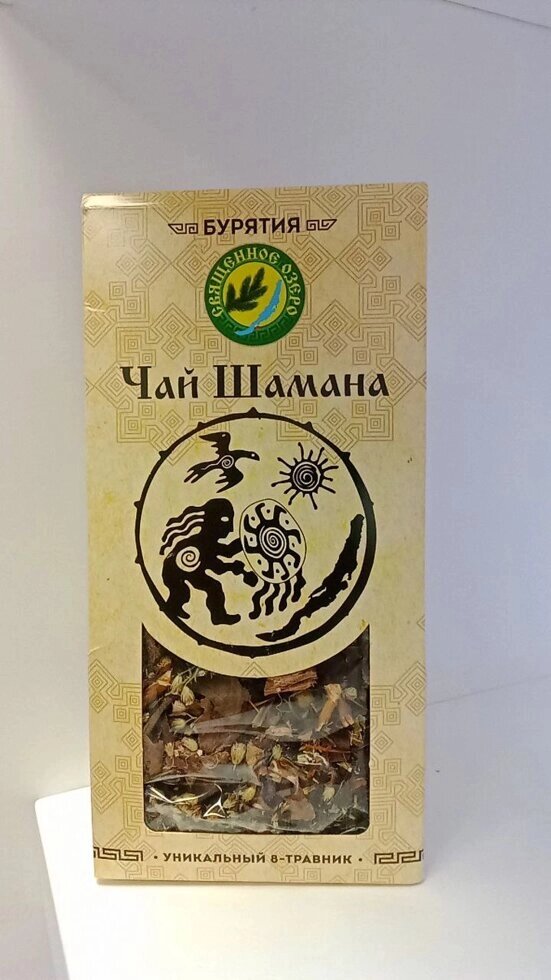 БУРЯТИЯ
СВЯЩЕННОЕ ОЗЕРО
Чай Шамана
· УНИКАЛЬНЫЙ 8-ТРАВНИК ·